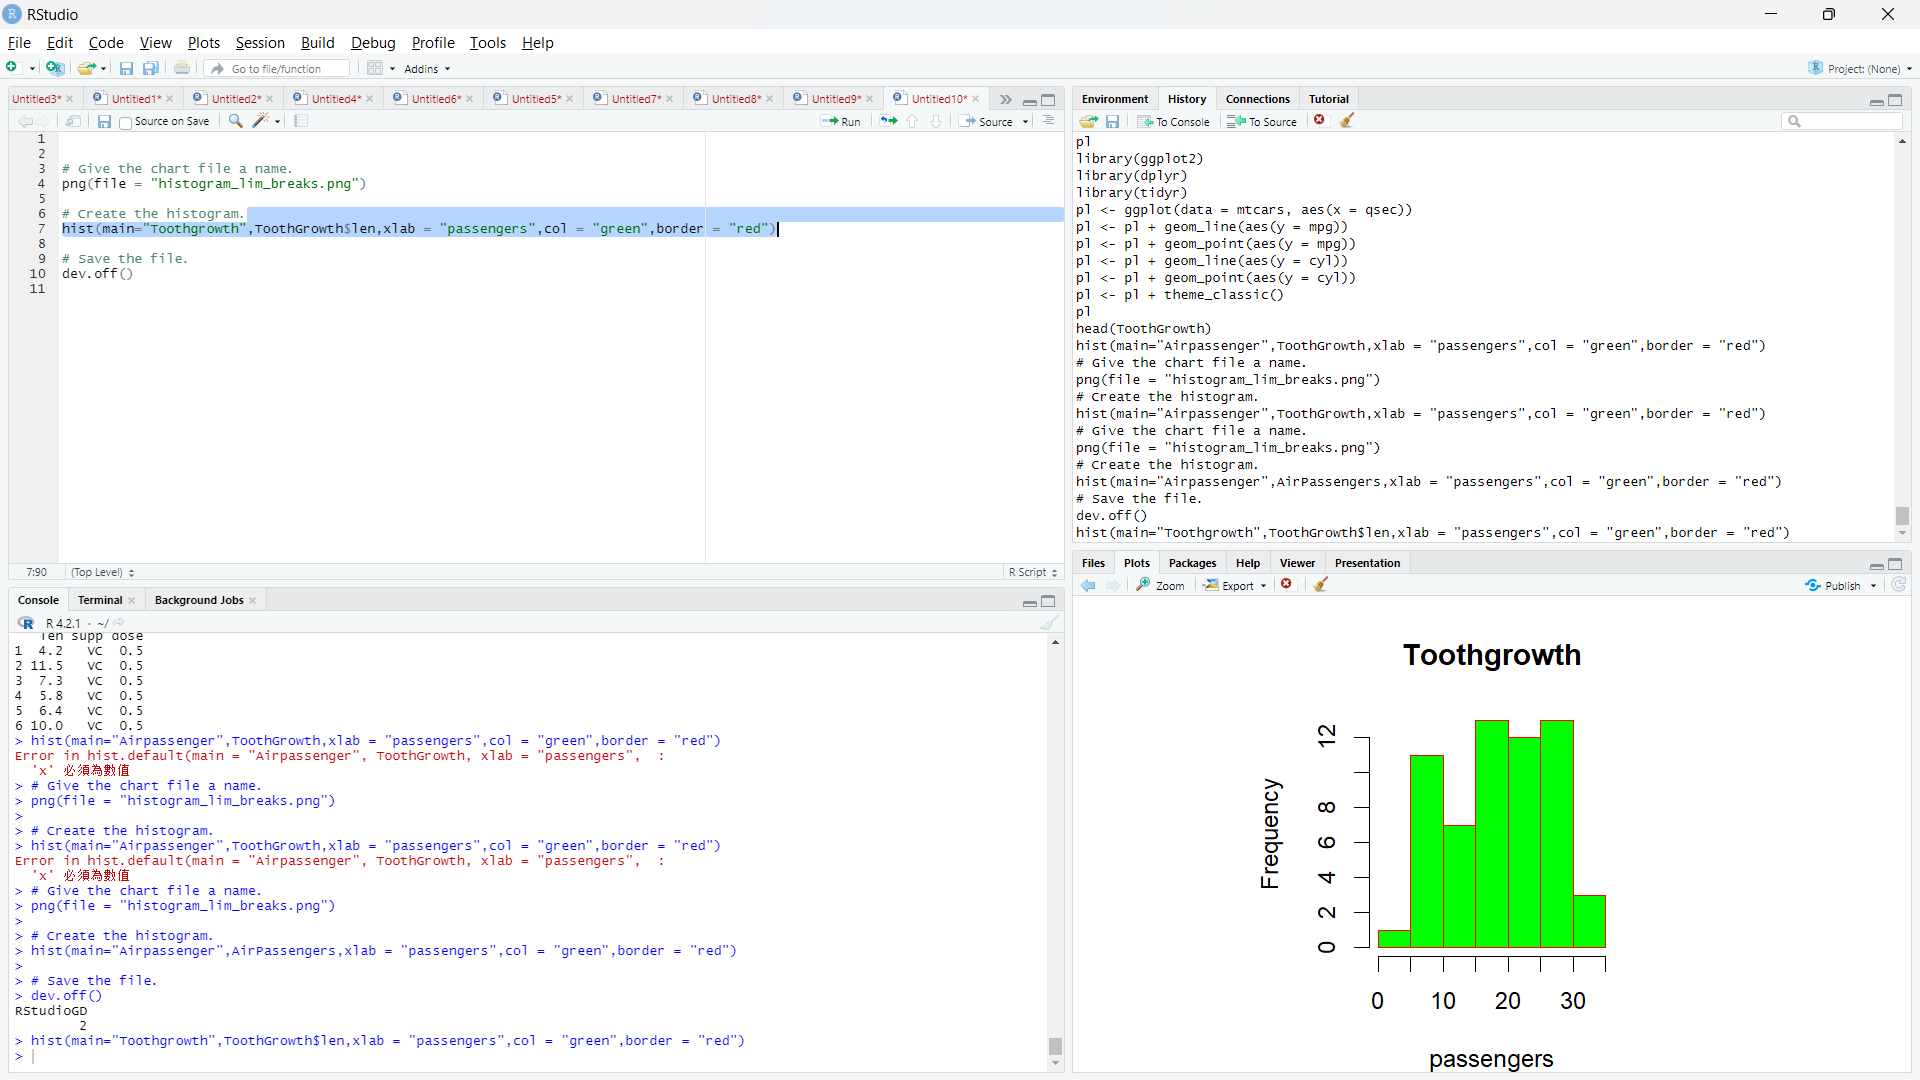 RStudio
File Edit Code View Plots Session Build Debug Profile Tools Help
Go to file/function Addins Project: (None)
Untitled3* Untitled1* Untitled2* Untitled4* Untitled6* Untitled5* Untitled7* Untitled8* Untitled9* Untitled10*
Source on Save Run Source
1
2
3 # Give the chart file a name.
4 png(file = "histogram_lim_breaks.png")
5
6 # Create the histogram.
7 hist(main="Toothgrowth",ToothGrowth$len,xlab = "passengers",col = "green",border = "red")
8
9 # Save the file.
10 dev.off()
11
7:90 (Top Level) R Script
Console Terminal Background Jobs
R 4.2.1 · ~/
len supp dose
1 4.2 VC 0.5
2 11.5 VC 0.5
3 7.3 VC 0.5
4 5.8 VC 0.5
5 6.4 VC 0.5
6 10.0 VC 0.5
> hist(main="Airpassenger",ToothGrowth,xlab = "passengers",col = "green",border = "red")
Error in hist.default(main = "Airpassenger", ToothGrowth, xlab = "passengers", :
'x' 必須為數值
> # Give the chart file a name.
> png(file = "histogram_lim_breaks.png")
>
> # Create the histogram.
> hist(main="Airpassenger",ToothGrowth,xlab = "passengers",col = "green",border = "red")
Error in hist.default(main = "Airpassenger", ToothGrowth, xlab = "passengers", :
'x' 必須為數值
> # Give the chart file a name.
> png(file = "histogram_lim_breaks.png")
>
> # Create the histogram.
> hist(main="Airpassenger",AirPassengers,xlab = "passengers",col = "green",border = "red")
>
> # Save the file.
> dev.off()
RStudioGD
2
> hist(main="Toothgrowth",ToothGrowth$len,xlab = "passengers",col = "green",border = "red")
>
Environment History Connections Tutorial
To Console To Source
pl
library(ggplot2)
library(dplyr)
library(tidyr)
pl <- ggplot(data = mtcars, aes(x = qsec))
pl <- pl + geom_line(aes(y = mpg))
pl <- pl + geom_point(aes(y = mpg))
pl <- pl + geom_line(aes(y = cyl))
pl <- pl + geom_point(aes(y = cyl))
pl <- pl + theme_classic()
pl
head(ToothGrowth)
hist(main="Airpassenger",ToothGrowth,xlab = "passengers",col = "green",border = "red")
# Give the chart file a name.
png(file = "histogram_lim_breaks.png")
# Create the histogram.
hist(main="Airpassenger",ToothGrowth,xlab = "passengers",col = "green",border = "red")
# Give the chart file a name.
png(file = "histogram_lim_breaks.png")
# Create the histogram.
hist(main="Airpassenger",AirPassengers,xlab = "passengers",col = "green",border = "red")
# Save the file.
dev.off()
hist(main="Toothgrowth",ToothGrowth$len,xlab = "passengers",col = "green",border = "red")
Files Plots Packages Help Viewer Presentation
Zoom Export Publish
Toothgrowth
Frequency
12
8
6
4
2
0
0 10 20 30
passengers